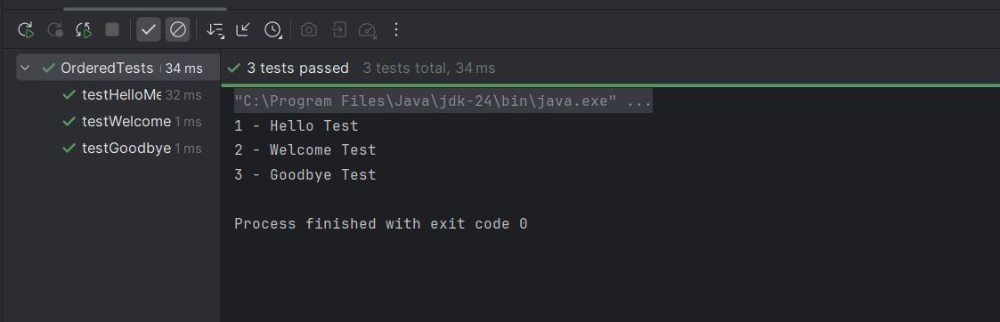 OrderedTests 34 ms
testHelloMe 32 ms
testWelcome 1 ms
testGoodbye 1 ms
3 tests passed 3 tests total, 34 ms
"C:\Program Files\Java\jdk-24\bin\java.exe" ...
1 - Hello Test
2 - Welcome Test
3 - Goodbye Test
Process finished with exit code 0